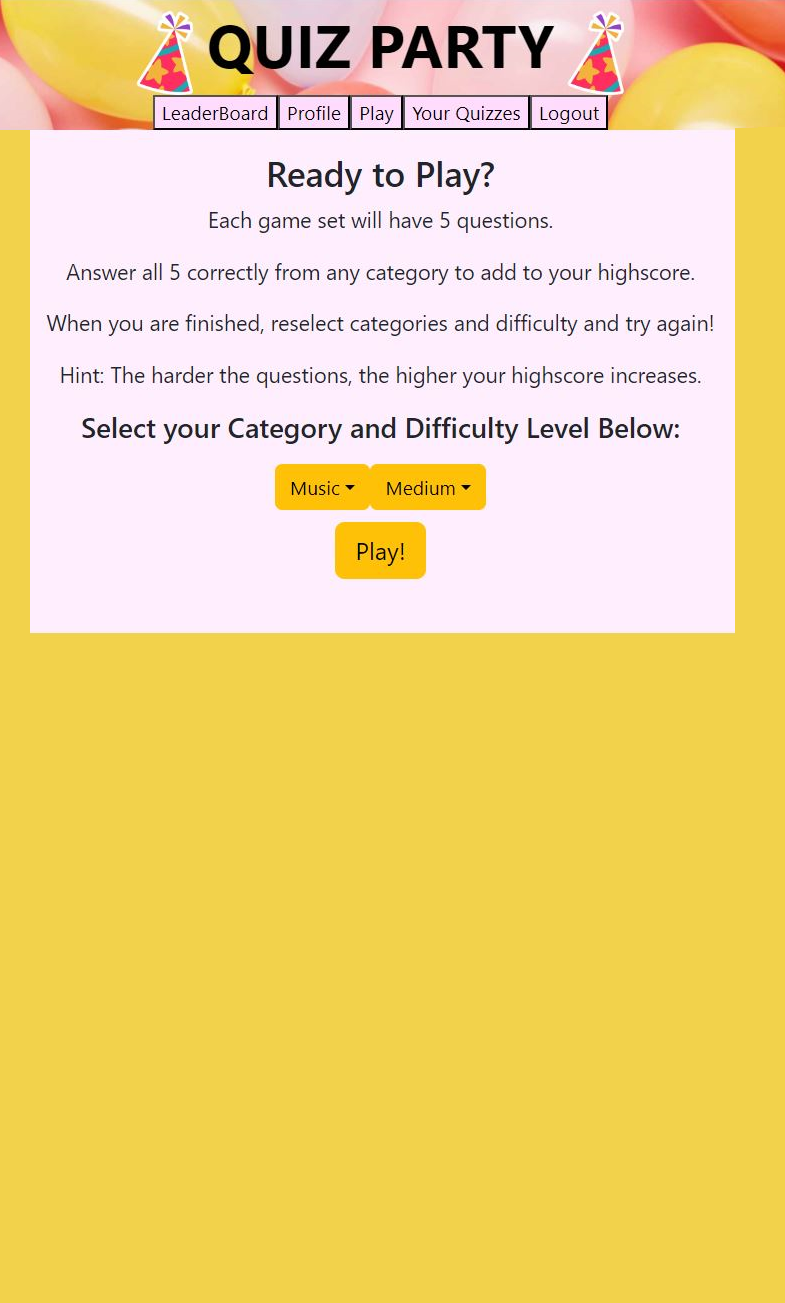 QUIZ PARTY
LeaderBoard Profile Play Your Quizzes Logout
Ready to Play?
Each game set will have 5 questions.
Answer all 5 correctly from any category to add to your highscore.
When you are finished, reselect categories and difficulty and try again!
Hint: The harder the questions, the higher your highscore increases.
Select your Category and Difficulty Level Below:
Music Medium
Play!